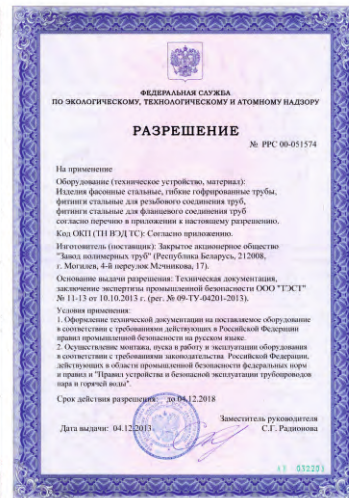 ФЕДЕРАЛЬНАЯ СЛУЖБА
ПО ЭКОЛОГИЧЕСКОМУ, ТЕХНОЛОГИЧЕСКОМУ И АТОМНОМУ НАДЗОРУ
РАЗРЕШЕНИЕ
№ РРС 00-051574
На применение
Оборудование (техническое устройство, материал):
Изделия фасонные стальные, гибкие гофрированные трубы,
фитинги стальные для резьбового соединения труб,
фитинги стальные для фланцевого соединения труб
согласно перечню в приложении к настоящему разрешению.
Код ОКП (ТН ВЭД ТС): Согласно приложению.
Изготовитель (поставщик): Закрытое акционерное общество
"Завод полимерных труб" (Республика Беларусь, 212008,
г. Могилев, 4-й переулок Мечникова, 17).
Основание выдачи разрешения: Техническая документация,
заключение экспертизы промышленной безопасности ООО "ТЭСТ"
№ 11-13 от 10.10.2013 г. (рег. № 09-ТУ-04201-2013).
Условия применения:
1. Оформление технической документации на поставляемое оборудование
в соответствии с требованиями действующих в Российской Федерации
правил промышленной безопасности на русском языке.
2. Осуществление монтажа, пуска в работу и эксплуатации оборудования
в соответствии с требованиями законодательства Российской Федерации,
действующих в области промышленной безопасности федеральных норм
и правил и "Правил устройства и безопасной эксплуатации трубопроводов
пара и горячей воды".
Срок действия разрешения: до 04.12.2018
Заместитель руководителя
Дата выдачи: 04.12.2013
С.Г. Радионова